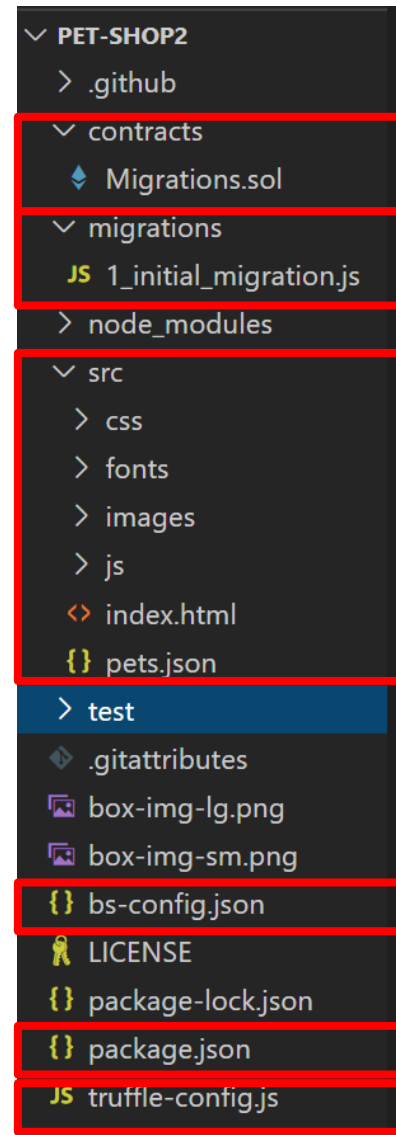 PET-SHOP2
.github
contracts
Migrations.sol
migrations
JS 1_initial_migration.js
node_modules
src
css
fonts
images
js
<> index.html
{} pets.json
test
.gitattributes
box-img-lg.png
box-img-sm.png
{} bs-config.json
LICENSE
{} package-lock.json
{} package.json
JS truffle-config.js